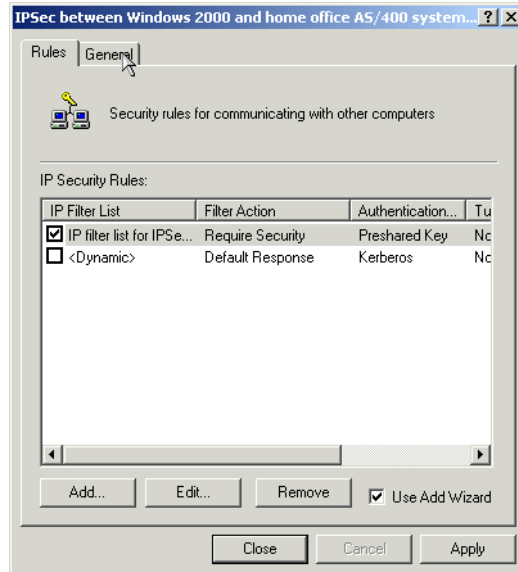 IPSec between Windows 2000 and home office AS/400 system... ? X
Rules General
Security rules for communicating with other computers
IP Security Rules:
IP Filter List Filter Action Authentication... Tu
IP filter list for IPSe... Require Security Preshared Key No
<Dynamic> Default Response Kerberos No
Add... Edit... Remove Use Add Wizard
Close Cancel Apply